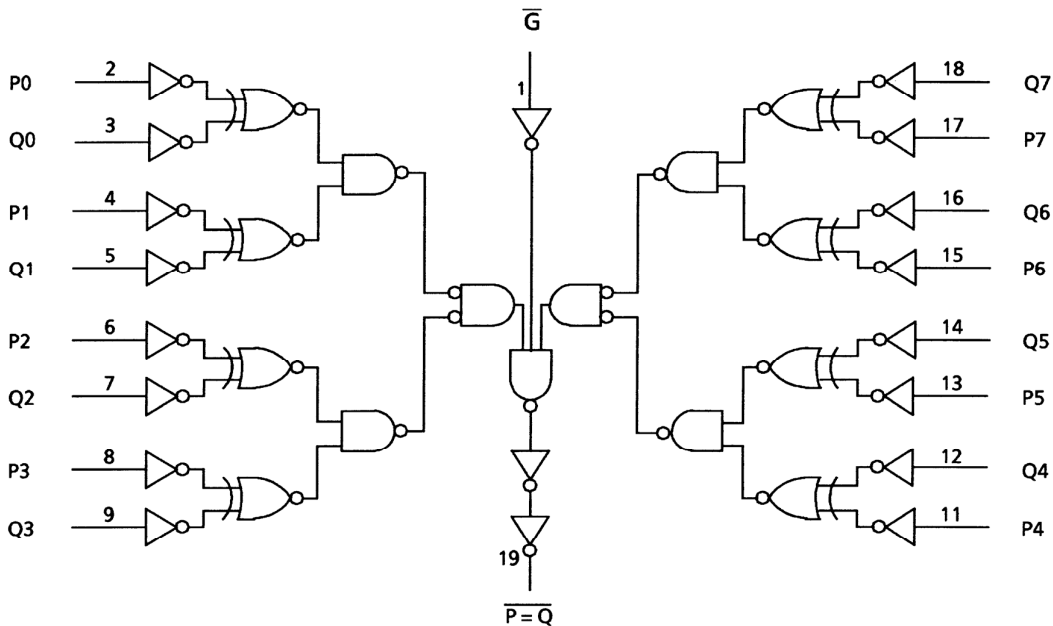 G̅
1
P0 2
Q0 3
P1 4
Q1 5
P2 6
Q2 7
P3 8
Q3 9
18 Q7
17 P7
16 Q6
15 P6
14 Q5
13 P5
12 Q4
11 P4
19
P̅ ̅=̅ ̅Q̅